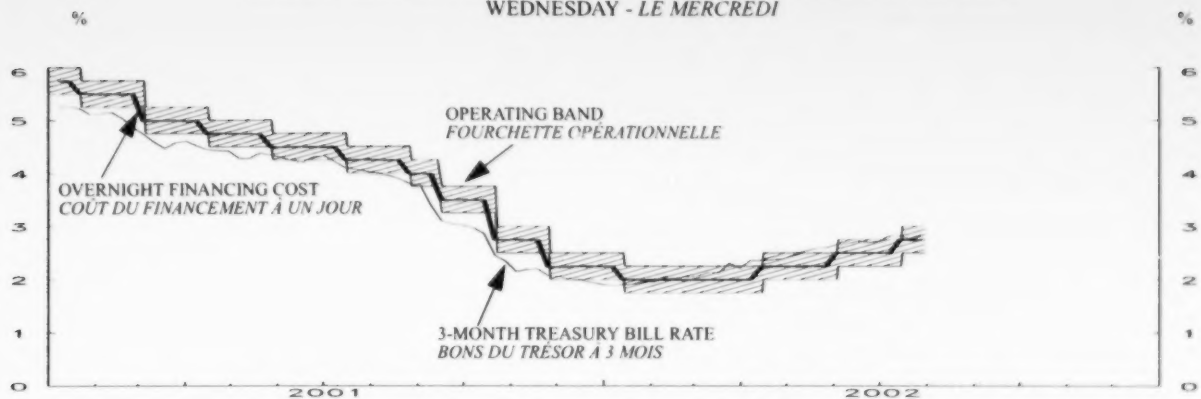 WEDNESDAY - LE MERCREDI
% %
6 6
OPERATING BAND
FOURCHETTE OPÉRATIONNELLE
5 5
4 4
OVERNIGHT FINANCING COST
COÛT DU FINANCEMENT À UN JOUR
3 3
2 2
3-MONTH TREASURY BILL RATE
BONS DU TRÉSOR À 3 MOIS
1 1
0 0
2001 2002